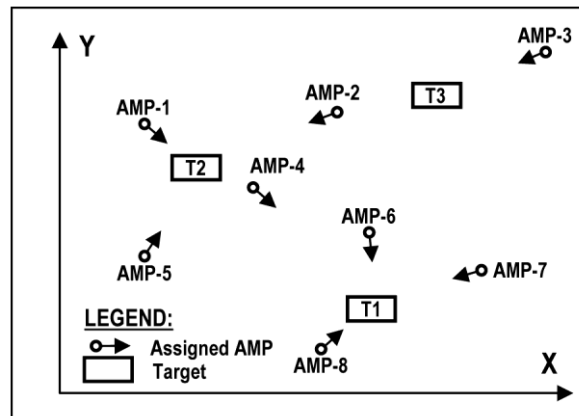 Y
AMP-3
AMP-2
T3
AMP-1
T2
AMP-4
AMP-6
AMP-5
AMP-7
T1
LEGEND:
Assigned AMP
Target
AMP-8
X